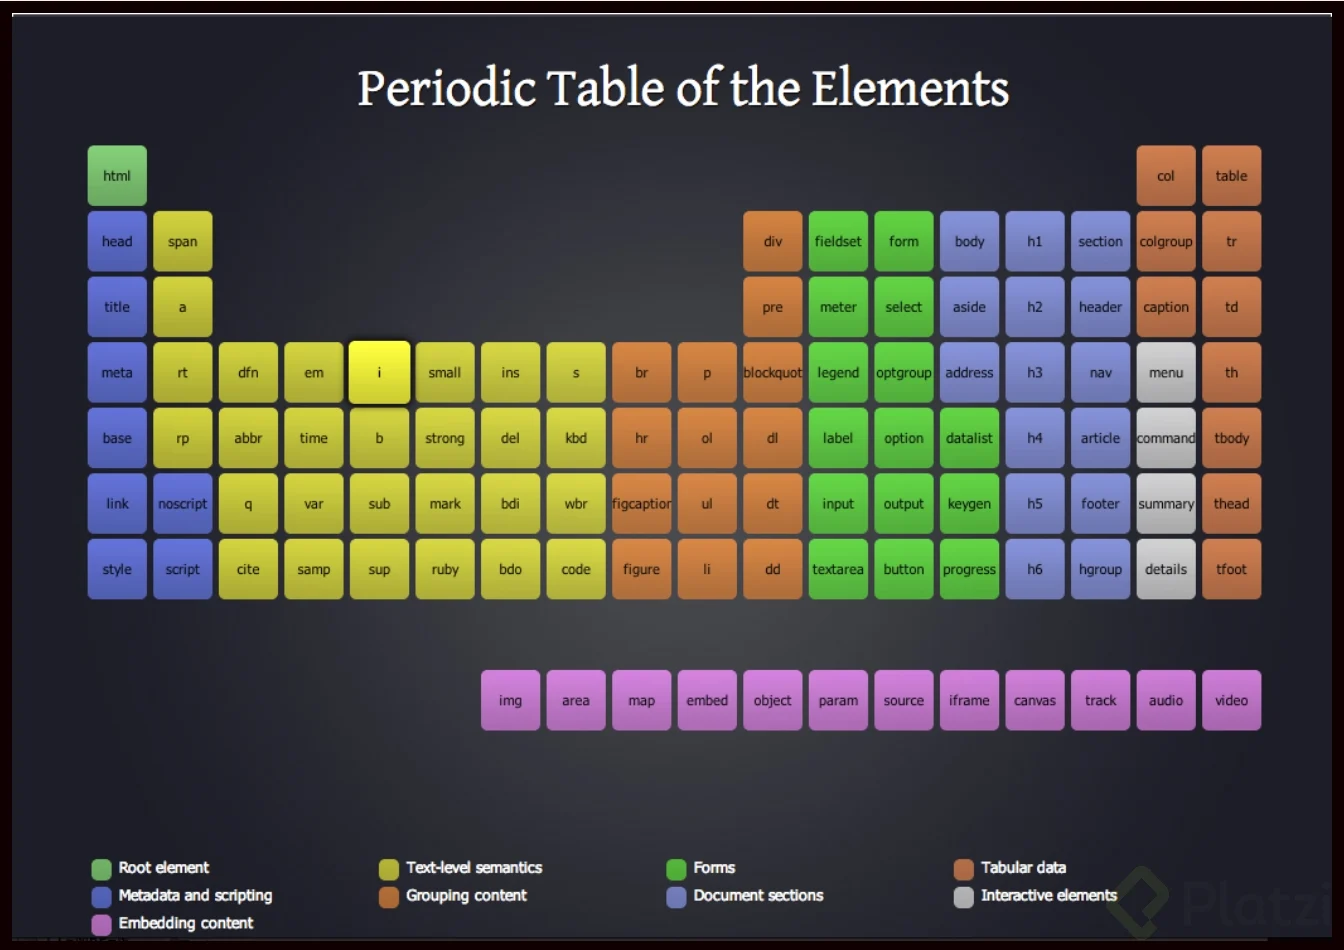 Periodic Table of the Elements
html col table
head span div fieldset form body h1 section colgroup tr
title a pre meter select aside h2 header caption td
meta rt dfn em i small ins s br p blockquot legend optgroup address h3 nav menu th
base rp abbr time b strong del kbd hr ol dl label option datalist h4 article command tbody
link noscript q var sub mark bdi wbr figcaption ul dt input output keygen h5 footer summary thead
style script cite samp sup ruby bdo code figure li dd textarea button progress h6 hgroup details tfoot
img area map embed object param source iframe canvas track audio video
Root element Text-level semantics Forms Tabular data
Metadata and scripting Grouping content Document sections Interactive elements
Embedding content
Platzi